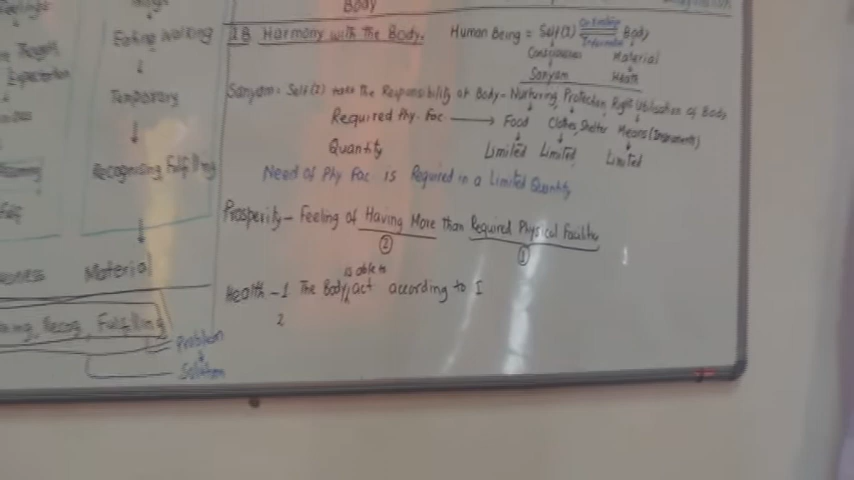 Feelings
Eating Walking
Temporary
Recognising, Fulfilling
Material
Recog, Fulfilling
Problem
Solution
Body
1B Harmony with the Body.
Human Being = Self(I) Body
Consciousness Material
Sanyam Health
Sanyam = Self(I) take the Responsibility of Body - Nurturing, Protection, Right Utilisation of Body
Required Phy. Fac → Food Clothes, Shelter Means (Instruments)
Quantity Limited Limited Limited
Need of Phy Fac is Required in a Limited Quantity
Prosperity - Feeling of Having More than Required Physical Facility
② ①
is able to
Health - 1 The Body act according to I
2